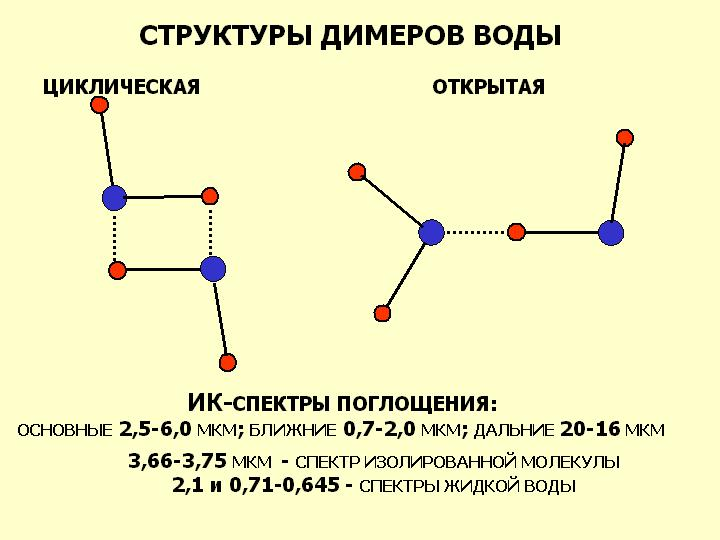 СТРУКТУРЫ ДИМЕРОВ ВОДЫ
ЦИКЛИЧЕСКАЯ
ОТКРЫТАЯ
ИК-СПЕКТРЫ ПОГЛОЩЕНИЯ:
ОСНОВНЫЕ 2,5-6,0 МКМ; БЛИЖНИЕ 0,7-2,0 МКМ; ДАЛЬНИЕ 20-16 МКМ
3,66-3,75 МКМ - СПЕКТР ИЗОЛИРОВАННОЙ МОЛЕКУЛЫ
2,1 и 0,71-0,645 - СПЕКТРЫ ЖИДКОЙ ВОДЫ